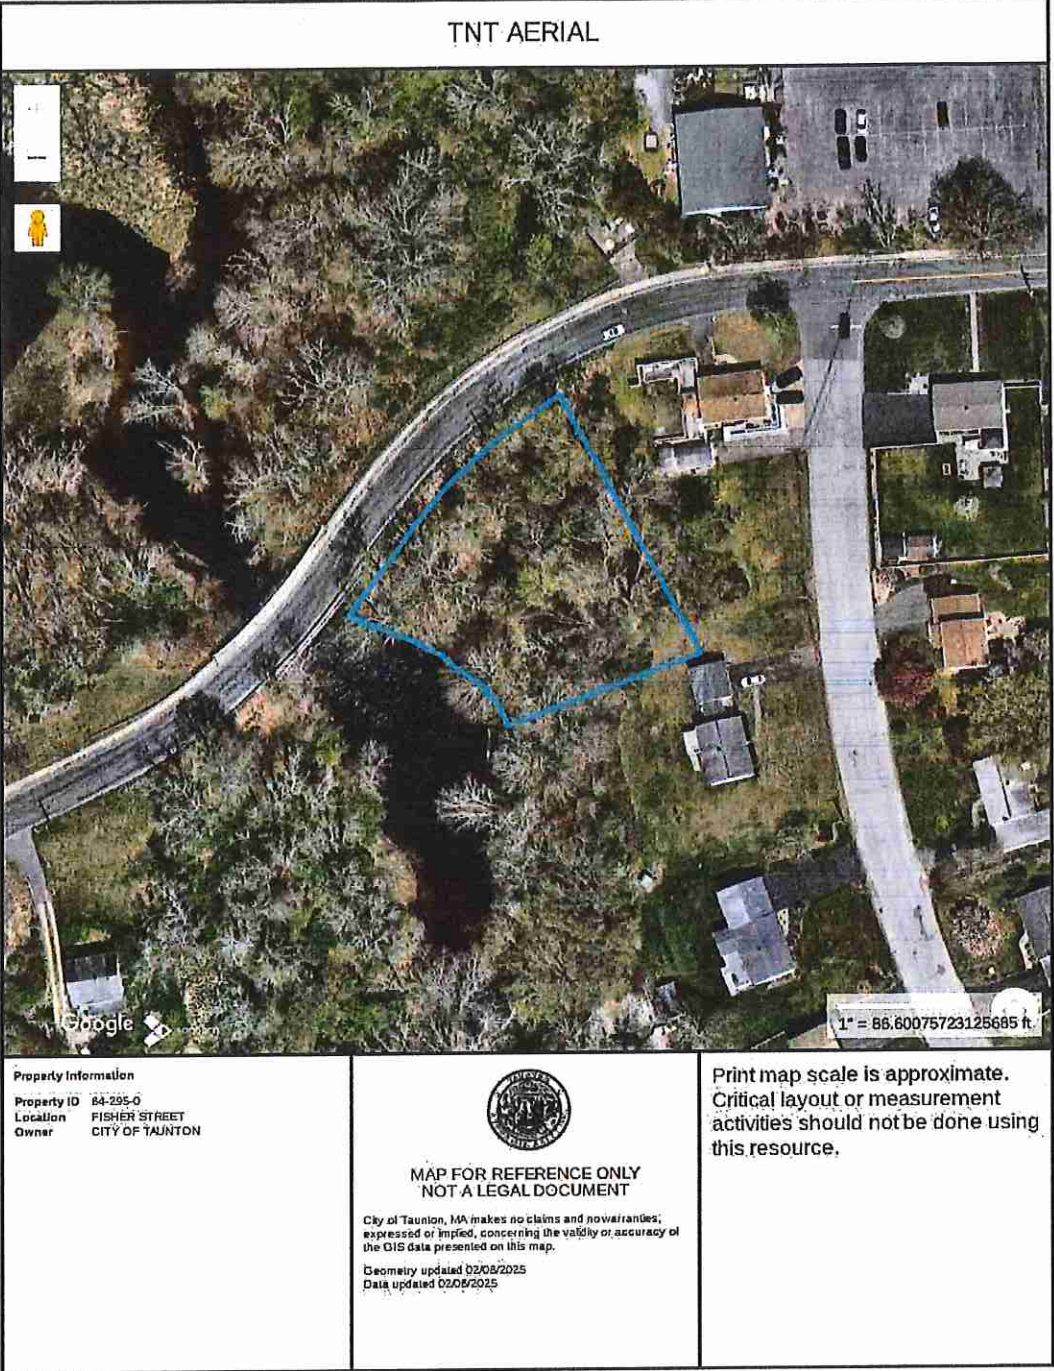 TNT AERIAL
Google
1" = 86.60075723125685 ft
Property Information
Property ID 84-295-0
Location FISHER STREET
Owner CITY OF TAUNTON
MAP FOR REFERENCE ONLY
NOT A LEGAL DOCUMENT
City of Taunton, MA makes no claims and no warranties,
expressed or implied, concerning the validity or accuracy of
the GIS data presented on this map.
Geometry updated 02/08/2025
Data updated 02/08/2025
Print map scale is approximate.
Critical layout or measurement
activities should not be done using
this resource.